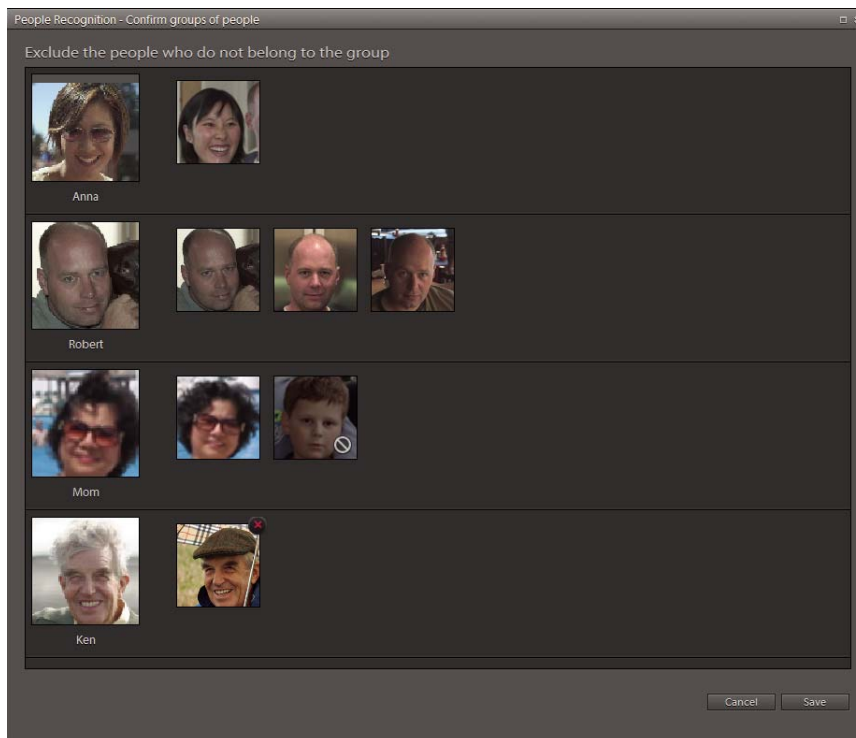 People Recognition - Confirm groups of people
Exclude the people who do not belong to the group
Anna
Robert
Mom
Ken
Cancel Save